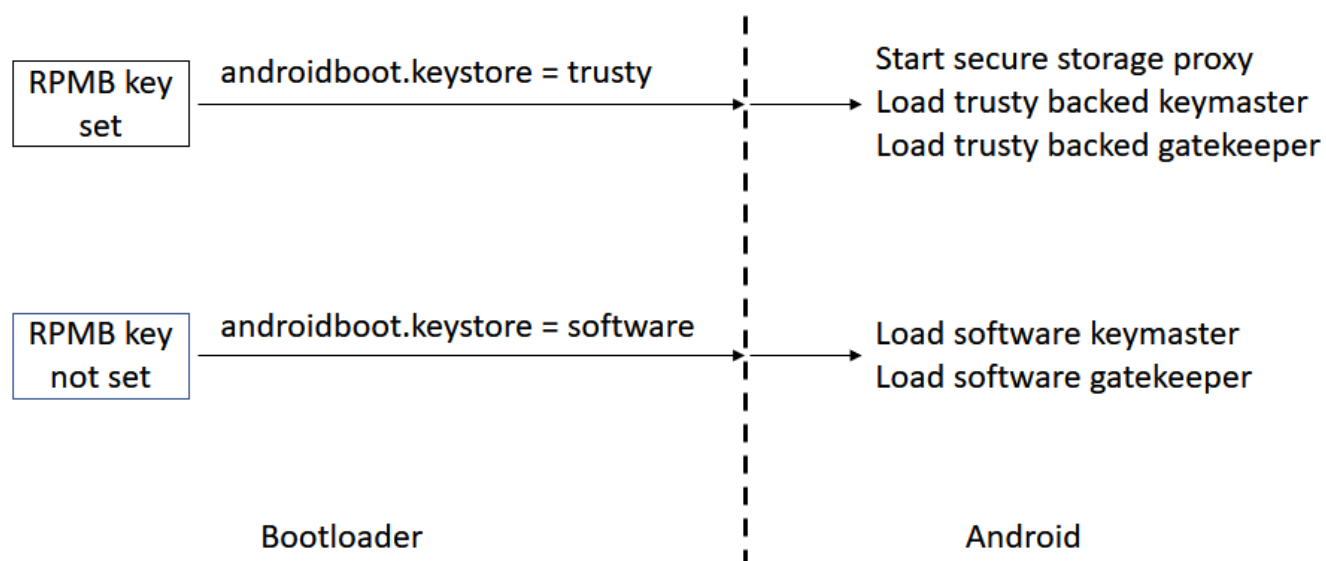 RPMB key
set
androidboot.keystore = trusty
Start secure storage proxy
Load trusty backed keymaster
Load trusty backed gatekeeper
RPMB key
not set
androidboot.keystore = software
Load software keymaster
Load software gatekeeper
Bootloader
Android